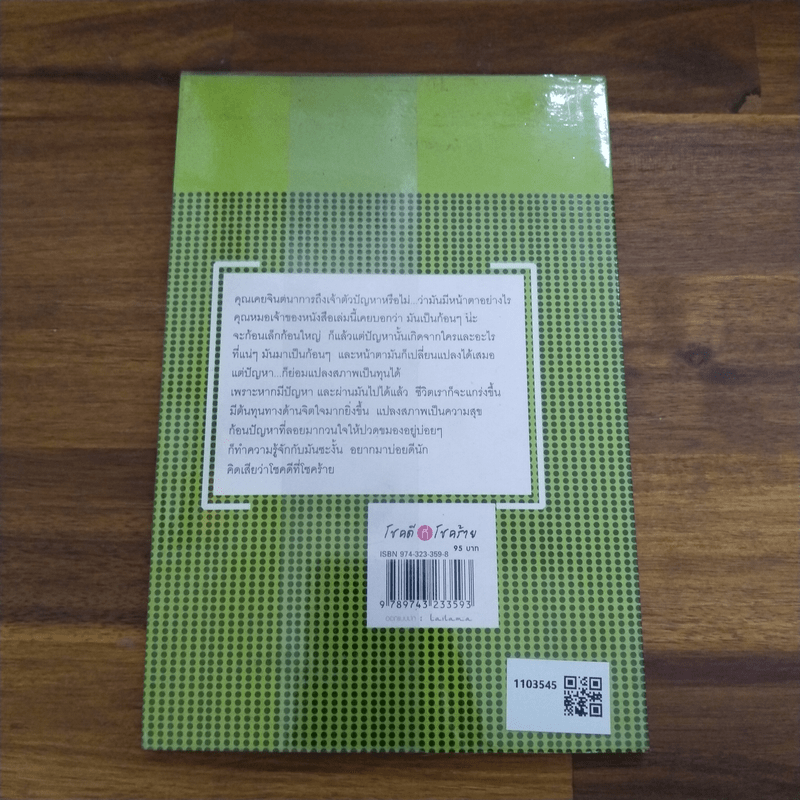 คุณเคยจินตนาการถึงเจ้าตัวปัญหาหรือไม่...ว่ามันมีหน้าตาอย่างไร
คุณหมอเจ้าของหนังสือเล่มนี้เคยบอกว่า มันเป็นก้อนๆ น่ะ
จะก้อนเล็กก้อนใหญ่ ก็แล้วแต่ปัญหานั้นเกิดจากใครและอะไร
ที่แน่ๆ มันมาเป็นก้อนๆ และหน้าตามันก็เปลี่ยนแปลงได้เสมอ
แต่ปัญหา...ก็ย่อมแปลงสภาพเป็นทุนได้
เพราะหากมีปัญหา และผ่านมันไปได้แล้ว ชีวิตเราก็จะแกร่งขึ้น
มีต้นทุนทางด้านจิตใจมากยิ่งขึ้น แปลงสภาพเป็นความสุข
ก้อนปัญหาที่ลอยมากวนใจให้ปวดขมองอยู่บ่อยๆ
ก็ทำความรู้จักกับมันซะงั้น อยากมาบ่อยดีนัก
คิดเสียว่าโชคดีที่โชคร้าย
โชคดี ที่ โชคร้าย
95 บาท
ISBN 974-323-359-8
9 789743 233593
ออกแบบปก : Lailama
1103545